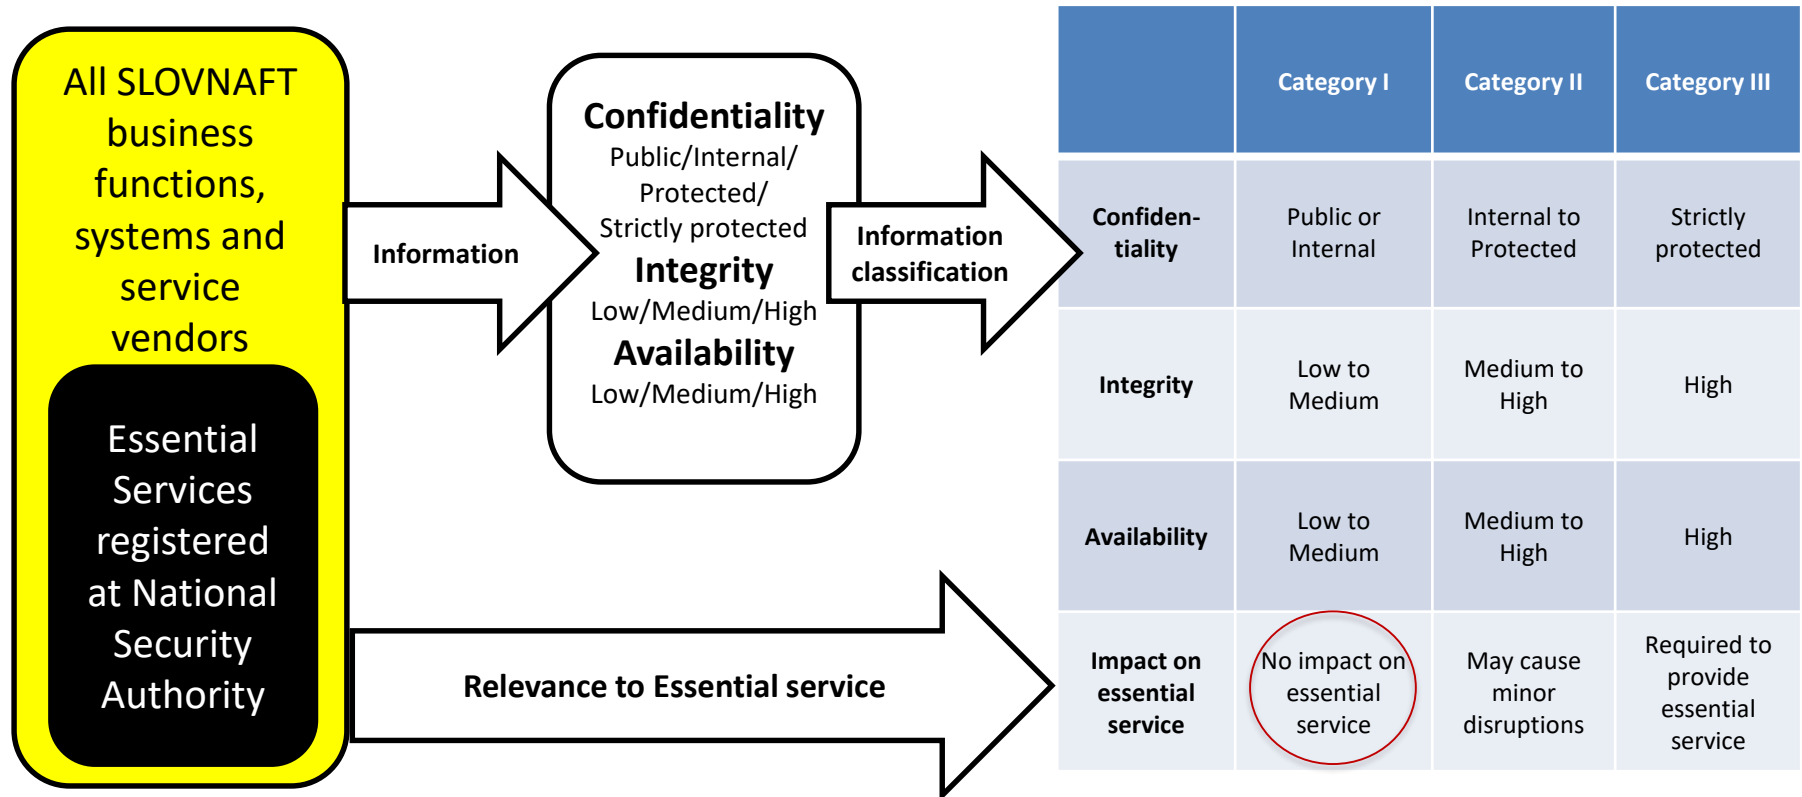 All SLOVNAFT
business
functions,
systems and
service
vendors
Essential
Services
registered
at National
Security
Authority
Information
Confidentiality
Public/Internal/
Protected/
Strictly protected
Integrity
Low/Medium/High
Availability
Low/Medium/High
Information
classification
Relevance to Essential service
Category I
Category II
Category III
Confiden-
tiality
Public or
Internal
Internal to
Protected
Strictly
protected
Integrity
Low to
Medium
Medium to
High
High
Availability
Low to
Medium
Medium to
High
High
Impact on
essential
service
No impact on
essential
service
May cause
minor
disruptions
Required to
provide
essential
service